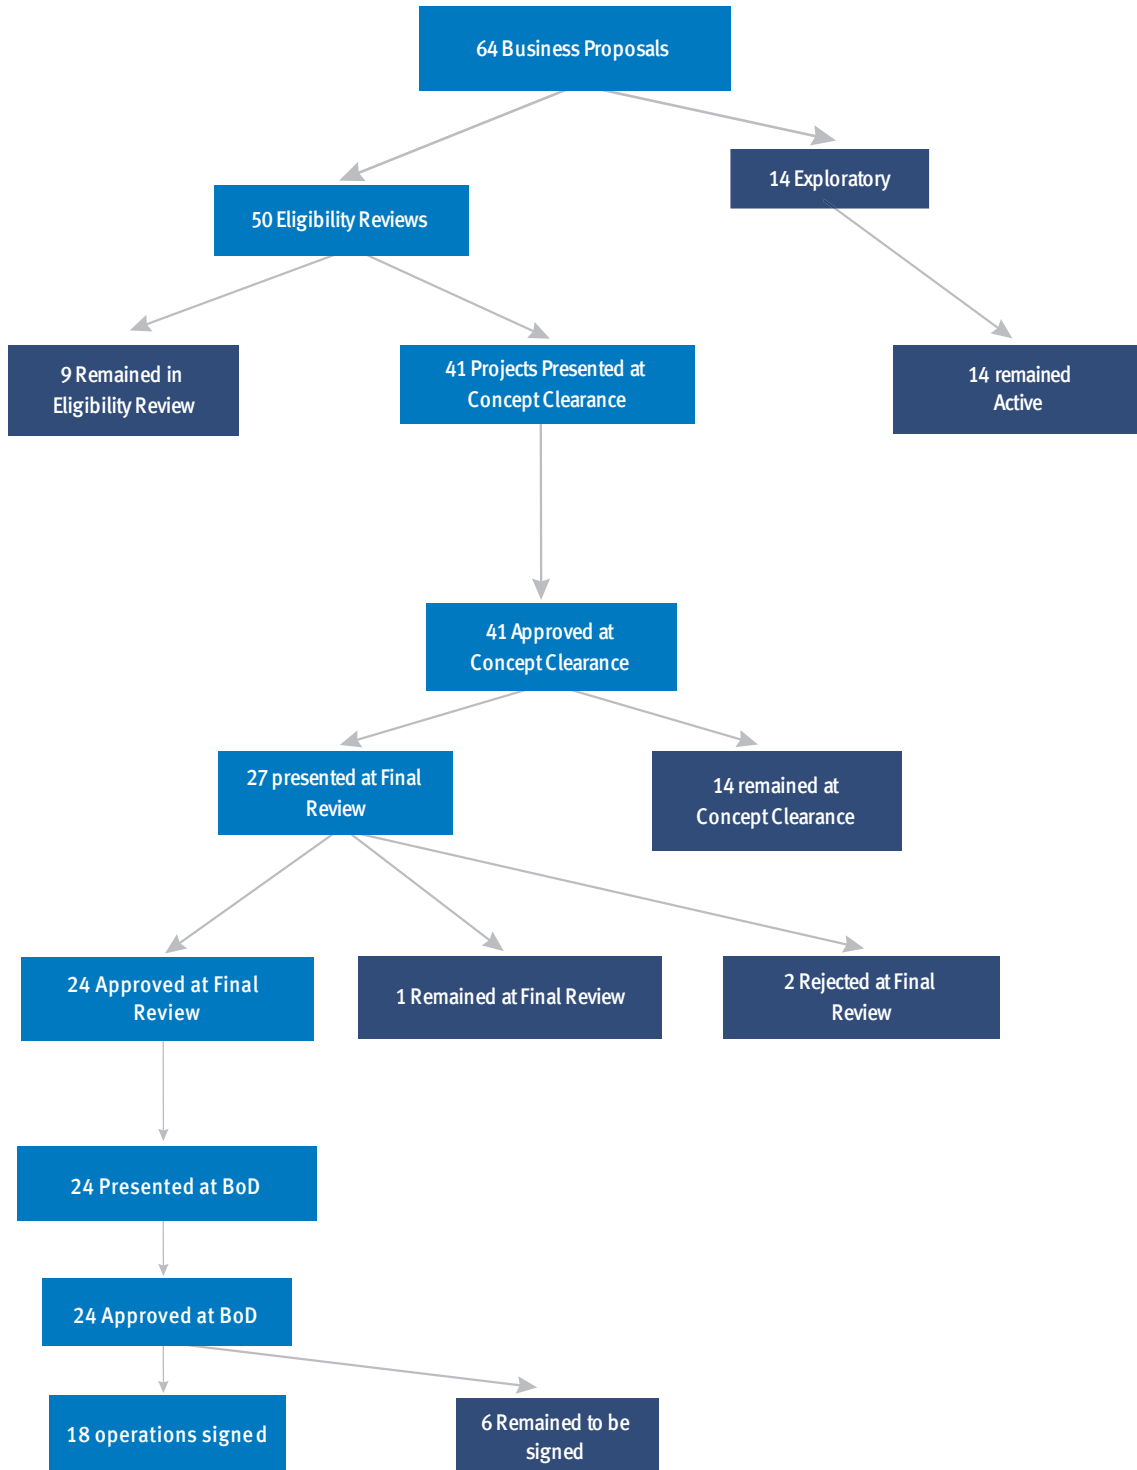 64 Business Proposals
14 Exploratory
50 Eligibility Reviews
9 Remained in
Eligibility Review
41 Projects Presented at
Concept Clearance
14 remained
Active
41 Approved at
Concept Clearance
27 presented at Final
Review
14 remained at
Concept Clearance
24 Approved at Final
Review
1 Remained at Final Review
2 Rejected at Final
Review
24 Presented at BoD
24 Approved at BoD
18 operations signed
6 Remained to be
signed